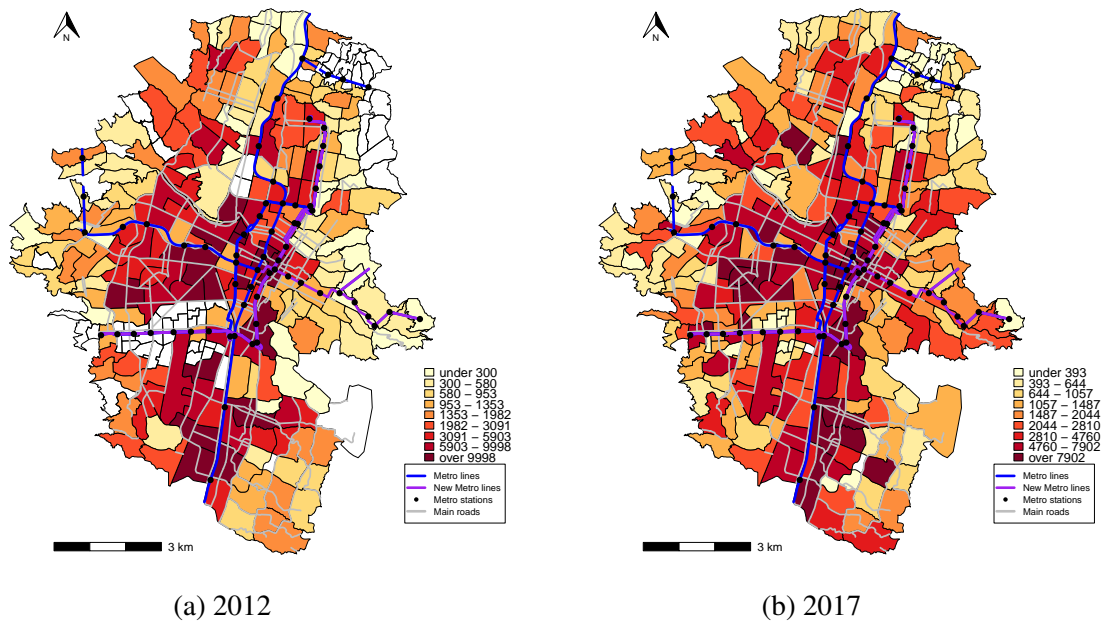 N
under 300
300 – 580
580 – 953
953 – 1353
1353 – 1982
1982 – 3091
3091 – 5903
5903 – 9998
over 9998
Metro lines
New Metro lines
Metro stations
Main roads
3 km
(a) 2012
N
under 393
393 – 644
644 – 1057
1057 – 1487
1487 – 2044
2044 – 2810
2810 – 4760
4760 – 7902
over 7902
Metro lines
New Metro lines
Metro stations
Main roads
3 km
(b) 2017